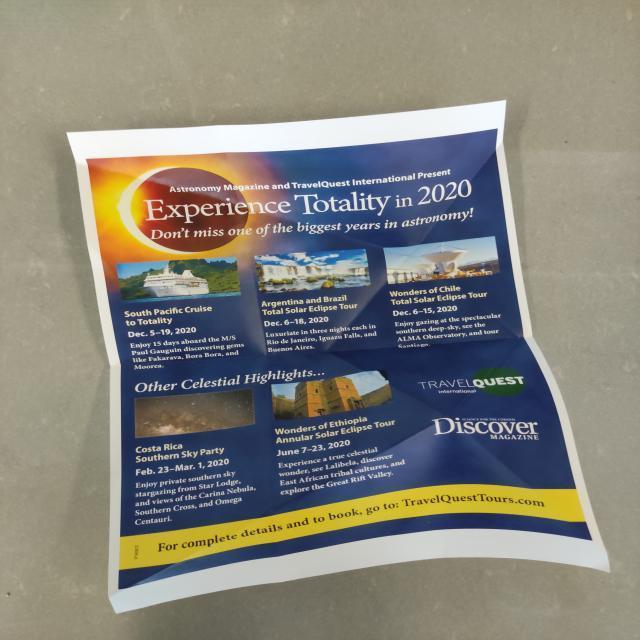 Astronomy Magazine and TravelQuest International Present
Experience Totality in 2020
Don't miss one of the biggest years in astronomy!
South Pacific Cruise
to Totality
Dec. 5–19, 2020
Enjoy 15 days aboard the M/S
Paul Gauguin discovering gems
like Fakarava, Bora Bora, and
Moorea.
Argentina and Brazil
Total Solar Eclipse Tour
Dec. 6–18, 2020
Luxuriate in three nights each in
Rio de Janeiro, Iguazu Falls, and
Buenos Aires.
Wonders of Chile
Total Solar Eclipse Tour
Dec. 6–15, 2020
Enjoy gazing at the spectacular
southern deep-sky, see the
ALMA Observatory, and tour
Santiago.
Other Celestial Highlights...
Costa Rica
Southern Sky Party
Feb. 23–Mar. 1, 2020
Enjoy private southern sky
stargazing from Star Lodge,
and views of the Carina Nebula,
Southern Cross, and Omega
Centauri.
Wonders of Ethiopia
Annular Solar Eclipse Tour
June 7–23, 2020
Experience a true celestial
wonder, see Lalibela, discover
East African tribal cultures, and
explore the Great Rift Valley.
TRAVELQUEST
international
SCIENCE FOR THE CURIOUS
Discover
MAGAZINE
For complete details and to book, go to: TravelQuestTours.com